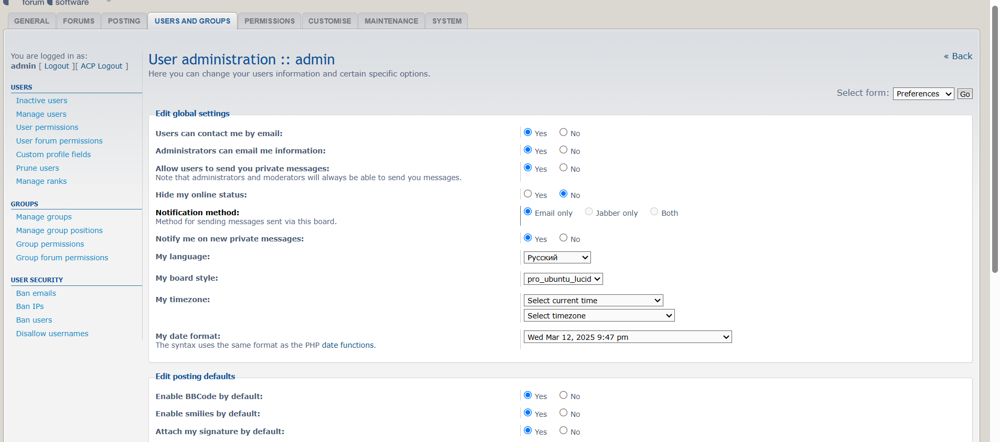 forum software ®
GENERAL FORUMS POSTING USERS AND GROUPS PERMISSIONS CUSTOMISE MAINTENANCE SYSTEM
You are logged in as:
admin [ Logout ][ ACP Logout ]
USERS
Inactive users
Manage users
User permissions
User forum permissions
Custom profile fields
Prune users
Manage ranks
GROUPS
Manage groups
Manage group positions
Group permissions
Group forum permissions
USER SECURITY
Ban emails
Ban IPs
Ban users
Disallow usernames
User administration :: admin
« Back
Here you can change your users information and certain specific options.
Select form: Preferences Go
Edit global settings
Users can contact me by email: Yes No
Administrators can email me information: Yes No
Allow users to send you private messages: Yes No
Note that administrators and moderators will always be able to send you messages.
Hide my online status: Yes No
Notification method: Email only Jabber only Both
Method for sending messages sent via this board.
Notify me on new private messages: Yes No
My language: Русский
My board style: pro_ubuntu_lucid
My timezone: Select current time
Select timezone
My date format: Wed Mar 12, 2025 9:47 pm
The syntax uses the same format as the PHP date functions.
Edit posting defaults
Enable BBCode by default: Yes No
Enable smilies by default: Yes No
Attach my signature by default: Yes No